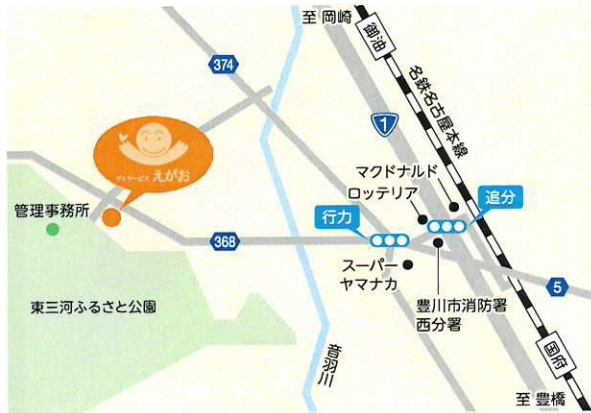 至 岡崎
御油
374
名鉄名古屋本線
1
デイサービス えがお
マクドナルド
ロッテリア
追分
管理事務所
行力
368
スーパー
ヤマナカ
5
東三河ふるさと公園
豊川市消防署
西分署
音羽川
国府
至 豊橋